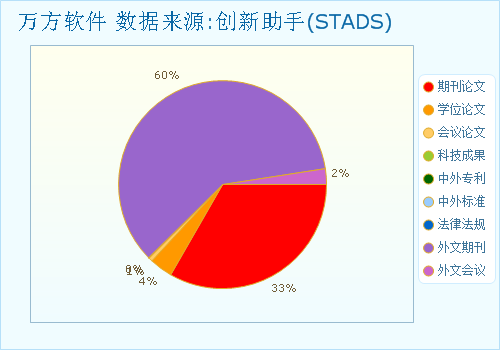 万方软件 数据来源:创新助手(STADS)
60%
期刊论文
学位论文
会议论文
科技成果
2%
中外专利
中外标准
法律法规
外文期刊
0%
1%
外文会议
4%
33%